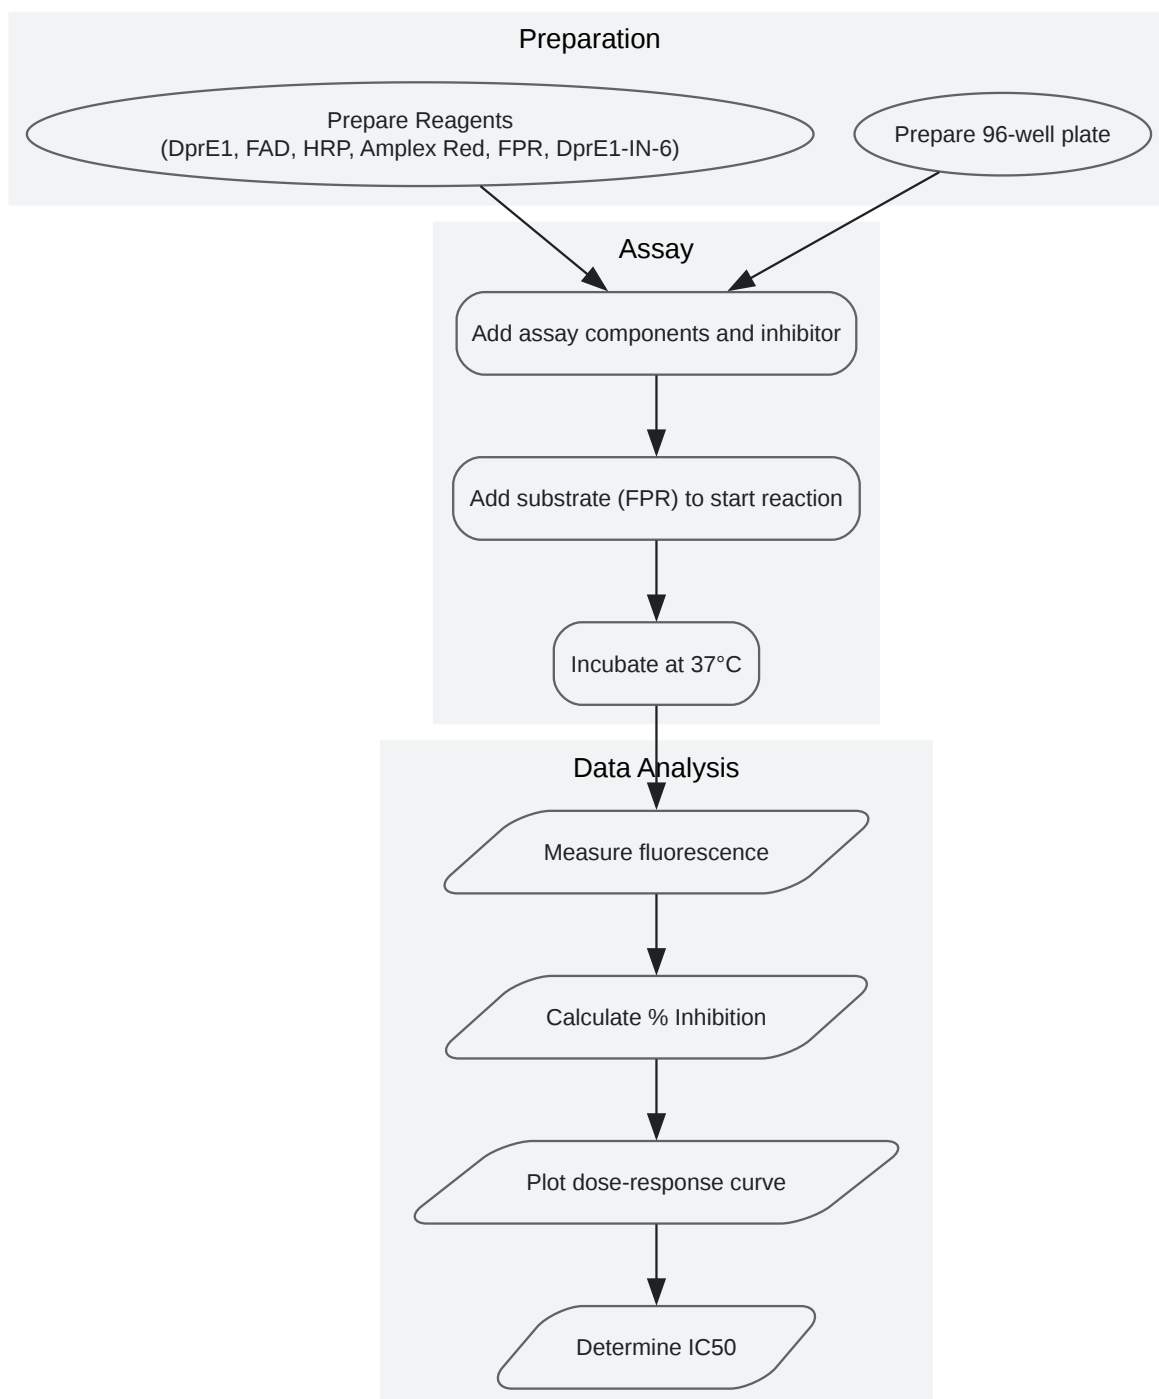 Preparation
Prepare Reagents
(DprE1, FAD, HRP, Amplex Red, FPR, DprE1-IN-6)
Prepare 96-well plate
Assay
Add assay components and inhibitor
Add substrate (FPR) to start reaction
Incubate at 37°C
Data Analysis
Measure fluorescence
Calculate % Inhibition
Plot dose-response curve
Determine IC50